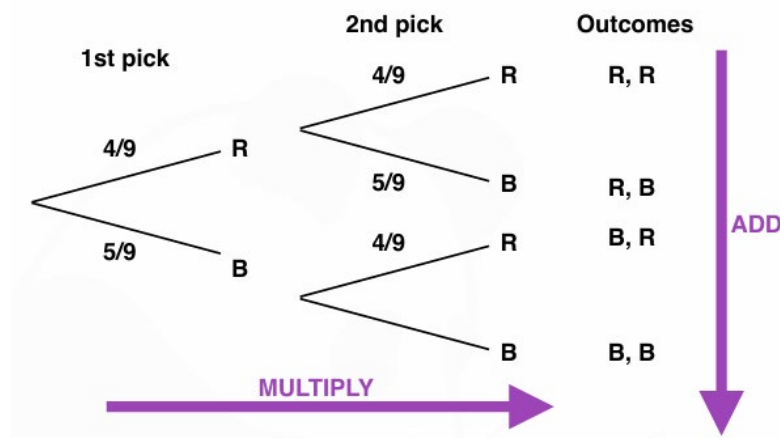 2nd pick Outcomes
1st pick
4/9 R R, R
4/9 R
5/9 B R, B
5/9 B
4/9 R B, R
B B, B
ADD
MULTIPLY